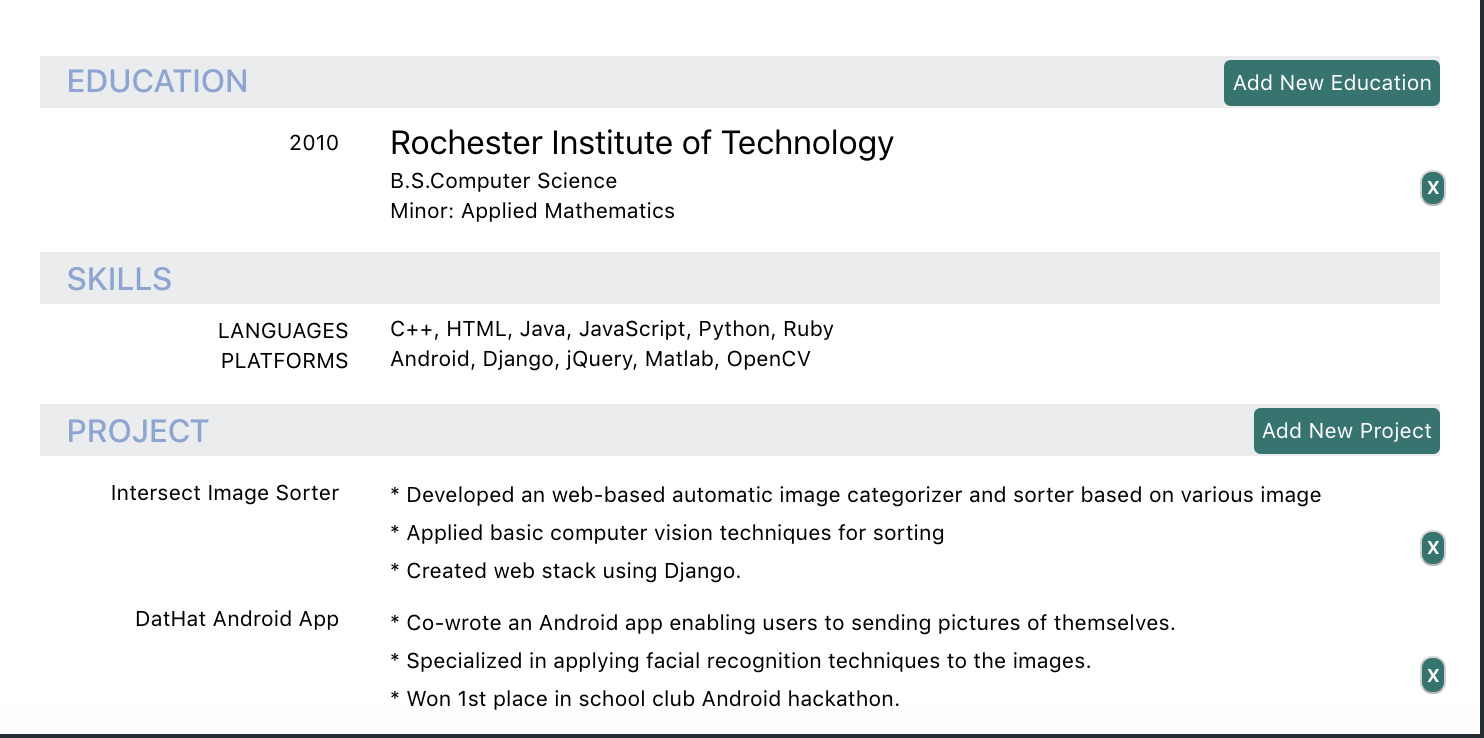 EDUCATION
Add New Education
2010
Rochester Institute of Technology
B.S.Computer Science
Minor: Applied Mathematics
X
SKILLS
LANGUAGES
C++, HTML, Java, JavaScript, Python, Ruby
PLATFORMS
Android, Django, jQuery, Matlab, OpenCV
PROJECT
Add New Project
Intersect Image Sorter
* Developed an web-based automatic image categorizer and sorter based on various image
* Applied basic computer vision techniques for sorting
X
* Created web stack using Django.
DatHat Android App
* Co-wrote an Android app enabling users to sending pictures of themselves.
* Specialized in applying facial recognition techniques to the images.
X
* Won 1st place in school club Android hackathon.